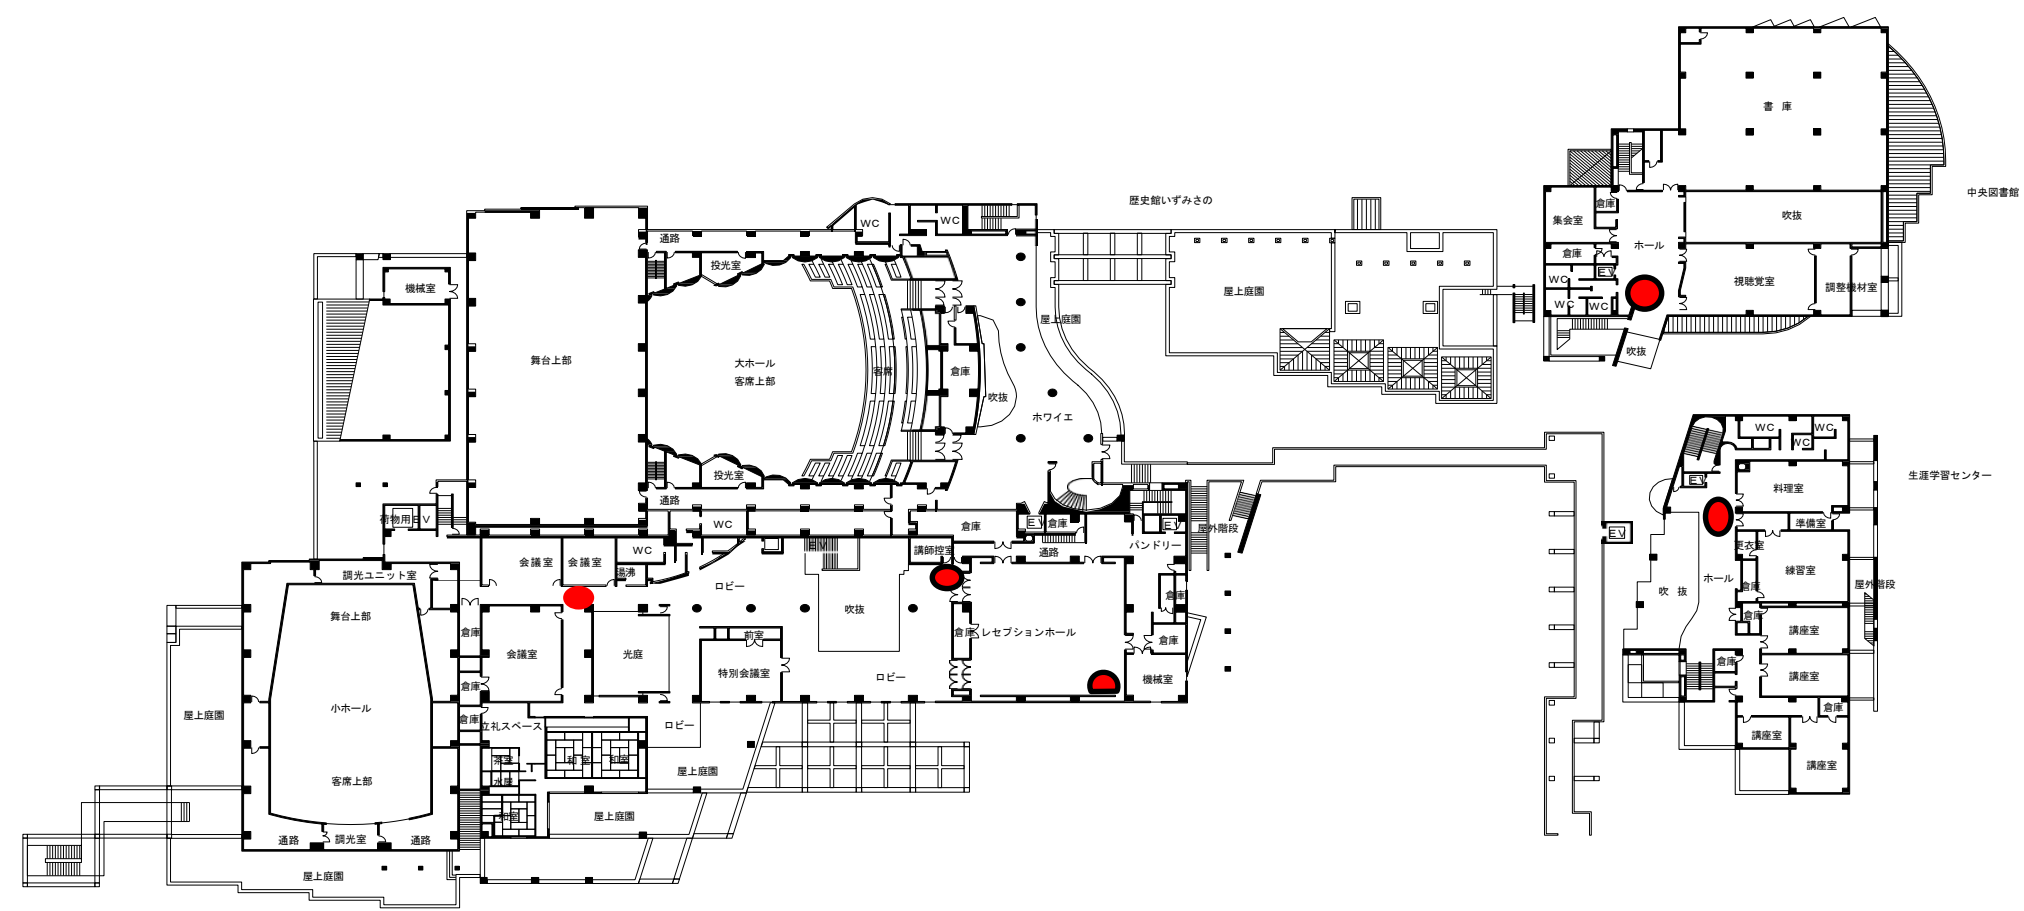 書 庫
中央図書館
歴史館いずみさの
倉庫
集会室
吹抜
WC
WC
通路
ホール
倉庫
投光室
EV
視聴覚室
調整機材室
WC
WC
WC
機械室
屋上庭園
屋上庭園
吹抜
舞台上部
大ホール
客席上部
客席
倉庫
吹抜
ホワイエ
WC
WC
WC
投光室
通路
生涯学習センター
EV
料理室
荷物用EV
WC
倉庫
EV
倉庫
EV
屋外階段
準備室
EV
会議室
会議室
WC
EV
講師控室
通路
パンドリー
更衣室
練習室
調光ユニット室
湯沸
ロビー
ホール
倉庫
屋外階段
吹 抜
倉庫
舞台上部
吹抜
倉庫
講座室
倉庫
前室
倉庫
レセプションホール
倉庫
会議室
光庭
倉庫
特別会議室
ロビー
機械室
講座室
倉庫
小ホール
屋上庭園
倉庫
立礼スペース
ロビー
倉庫
講座室
茶室
和室
和室
屋上庭園
講座室
客席上部
水屋
和室
屋上庭園
通路
調光室
通路
屋上庭園